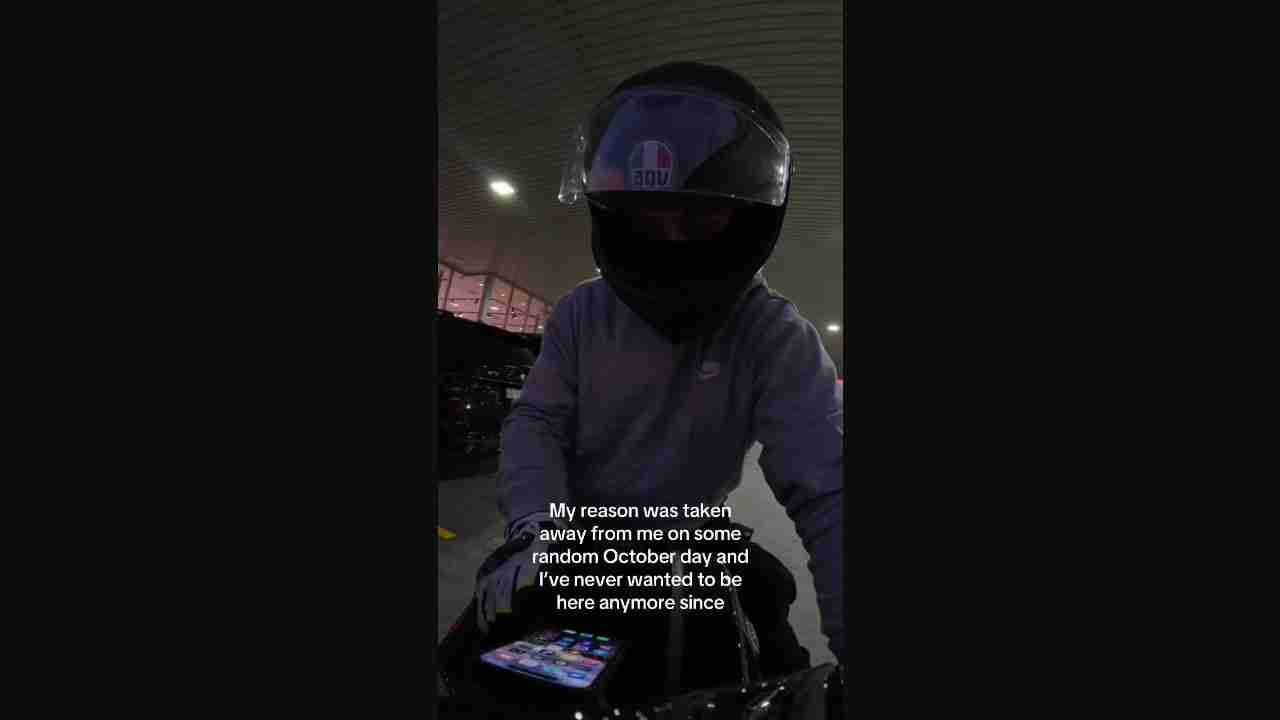 AGV
My reason was taken
away from me on some
random October day and
I've never wanted to be
here anymore since